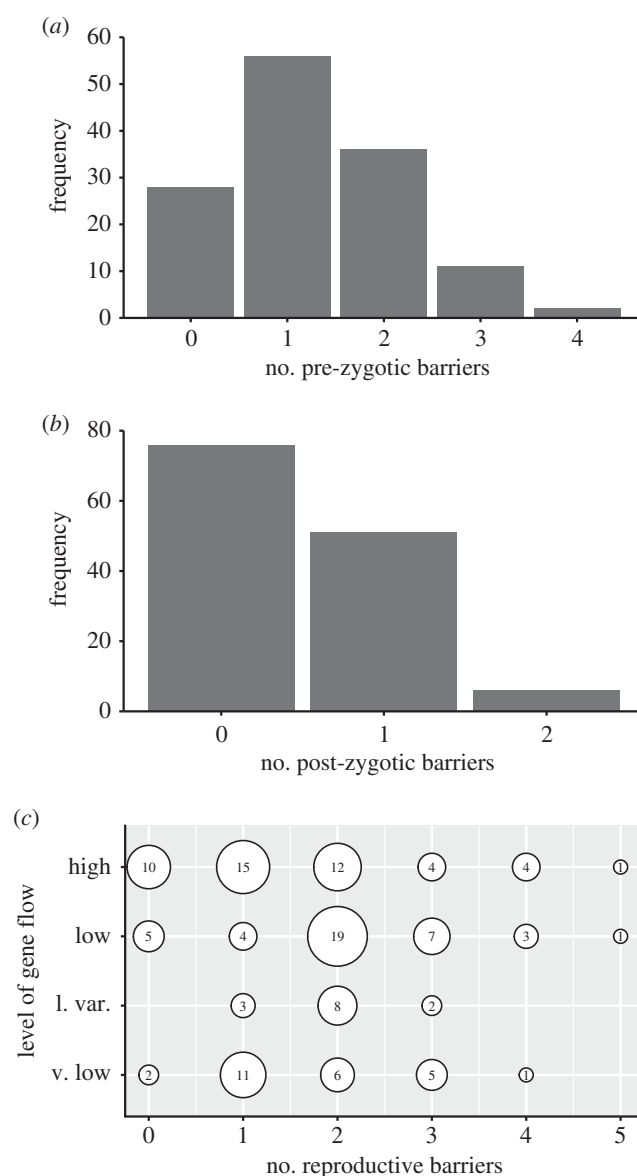 (a)
60
50
40
30
20
10
0
frequency
0 1 2 3 4
no. pre-zygotic barriers
(b)
80
60
40
20
0
frequency
0 1 2
no. post-zygotic barriers
(c)
level of gene flow
high 10 15 12 4 4 1
low 5 4 19 7 3 1
l. var. 3 8 2
v. low 2 11 6 5 1
0 1 2 3 4 5
no. reproductive barriers